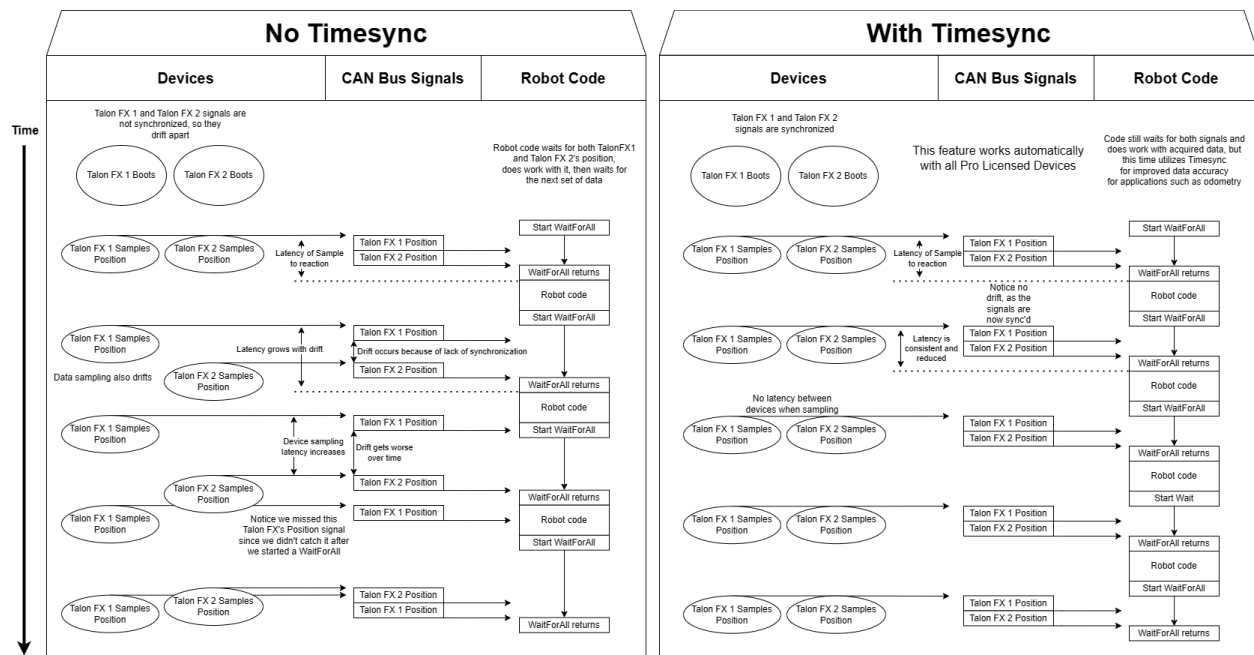 No Timesync
Devices
CAN Bus Signals
Robot Code
Time
Talon FX 1 and Talon FX 2 signals are
not synchronized, so they
drift apart
Talon FX 1 Boots
Talon FX 2 Boots
Robot code waits for both TalonFX1
and Talon FX 2's position,
does work with it, then waits for
the next set of data
Start WaitForAll
Talon FX 1 Samples
Position
Talon FX 2 Samples
Position
Latency of Sample
to reaction
Talon FX 1 Position
Talon FX 2 Position
WaitForAll returns
Robot code
Start WaitForAll
Talon FX 1 Samples
Position
Latency grows with drift
Talon FX 1 Position
Drift occurs because of lack of synchronization
Data sampling also drifts
Talon FX 2 Samples
Position
Talon FX 2 Position
WaitForAll returns
Robot code
Start WaitForAll
Talon FX 1 Samples
Position
Talon FX 1 Position
Device sampling
latency increases
Drift gets worse
over time
Talon FX 2 Samples
Position
Talon FX 2 Position
WaitForAll returns
Robot code
Start WaitForAll
Talon FX 1 Samples
Position
Talon FX 1 Position
Notice we missed this
Talon FX's Position signal
since we didn't catch it after
we started a WaitForAll
Talon FX 1 Samples
Position
Talon FX 2 Samples
Position
Talon FX 2 Position
Talon FX 1 Position
WaitForAll returns
With Timesync
Devices
CAN Bus Signals
Robot Code
Talon FX 1 and Talon FX 2
signals are synchronized
Talon FX 1 Boots
Talon FX 2 Boots
This feature works automatically
with all Pro Licensed Devices
Code still waits for both signals and
does work with acquired data, but
this time utilizes Timesync
for improved data accuracy
for applications such as odometry
Start WaitForAll
Talon FX 1 Samples
Position
Talon FX 2 Samples
Position
Latency of Sample
to reaction
Talon FX 1 Position
Talon FX 2 Position
WaitForAll returns
Robot code
Start WaitForAll
Notice no
drift, as the
signals are
now sync'd
Talon FX 1 Samples
Position
Talon FX 2 Samples
Position
Latency is
consistent and
reduced
Talon FX 1 Position
Talon FX 2 Position
WaitForAll returns
Robot code
Start WaitForAll
No latency between
devices when sampling
Talon FX 1 Samples
Position
Talon FX 2 Samples
Position
Talon FX 1 Position
Talon FX 2 Position
WaitForAll returns
Robot code
Start Wait
Talon FX 1 Samples
Position
Talon FX 2 Samples
Position
Talon FX 1 Position
Talon FX 2 Position
WaitForAll returns
Robot code
Start WaitForAll
Talon FX 1 Samples
Position
Talon FX 2 Samples
Position
Talon FX 1 Position
Talon FX 2 Position
WaitForAll returns